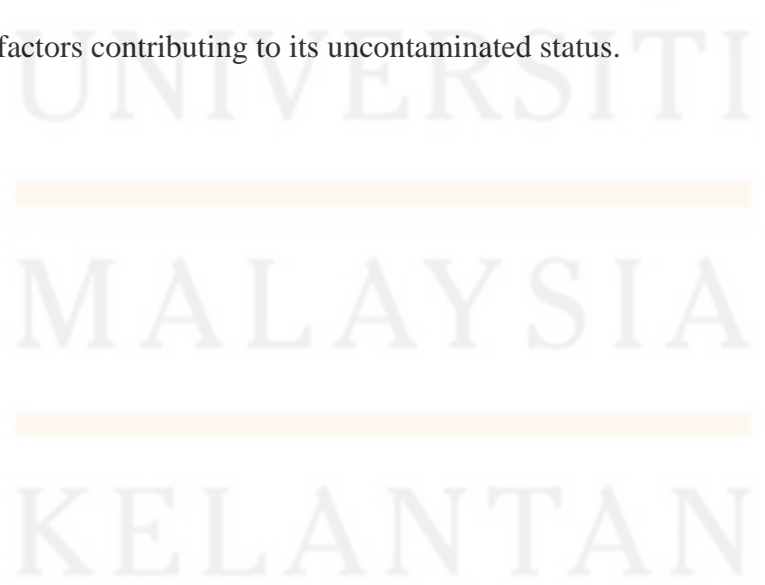 factors contributing to its uncontaminated status.
UNIVERSITI
MALAYSIA
KELANTAN